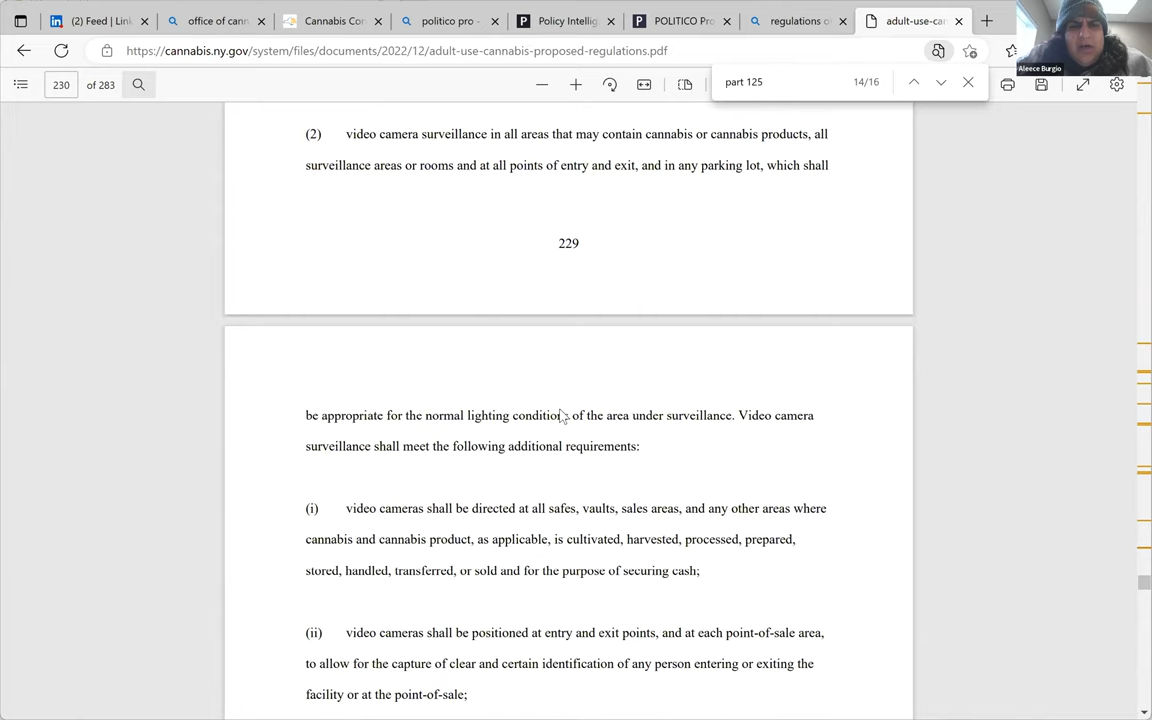 (2) Feed | Link
office of cann
Cannabis Con
politico pro -
Policy Intellig
POLITICO Pro
regulations of
adult-use-can
https://cannabis.ny.gov/system/files/documents/2022/12/adult-use-cannabis-proposed-regulations.pdf
Aleece Burgio
230 of 283
part 125 14/16
(2) video camera surveillance in all areas that may contain cannabis or cannabis products, all
surveillance areas or rooms and at all points of entry and exit, and in any parking lot, which shall
229
be appropriate for the normal lighting conditions of the area under surveillance. Video camera
surveillance shall meet the following additional requirements:
(i) video cameras shall be directed at all safes, vaults, sales areas, and any other areas where
cannabis and cannabis product, as applicable, is cultivated, harvested, processed, prepared,
stored, handled, transferred, or sold and for the purpose of securing cash;
(ii) video cameras shall be positioned at entry and exit points, and at each point-of-sale area,
to allow for the capture of clear and certain identification of any person entering or exiting the
facility or at the point-of-sale;